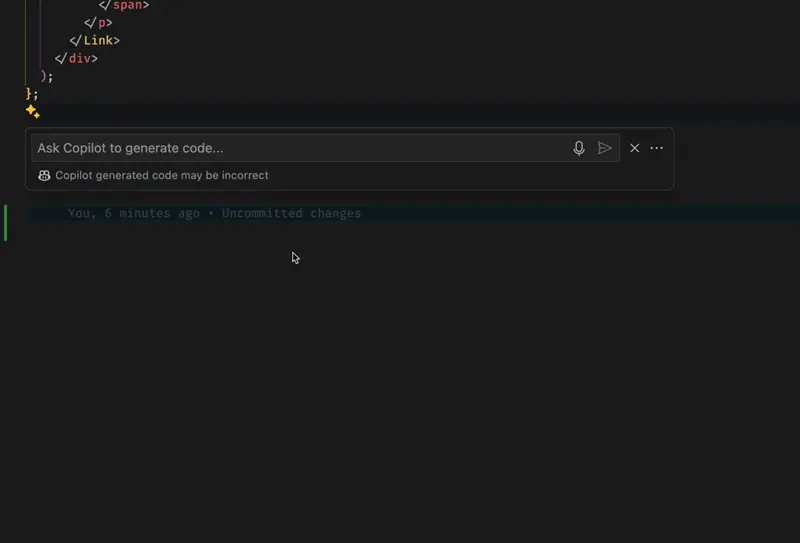 </span>
</p>
</Link>
</div>
);
};
Ask Copilot to generate code...
Copilot generated code may be incorrect
You, 6 minutes ago • Uncommitted changes